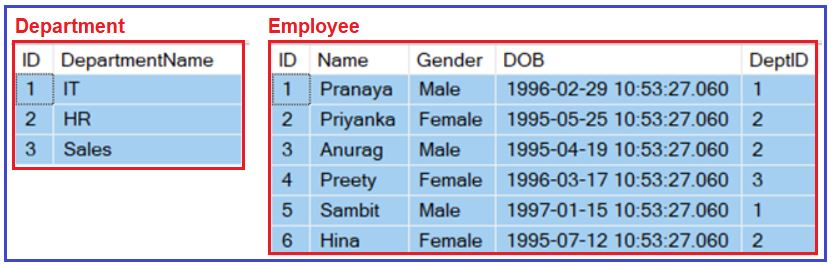 Department
ID DepartmentName
1 IT
2 HR
3 Sales
Employee
ID Name Gender DOB DeptID
1 Pranaya Male 1996-02-29 10:53:27.060 1
2 Priyanka Female 1995-05-25 10:53:27.060 2
3 Anurag Male 1995-04-19 10:53:27.060 2
4 Preety Female 1996-03-17 10:53:27.060 3
5 Sambit Male 1997-01-15 10:53:27.060 1
6 Hina Female 1995-07-12 10:53:27.060 2